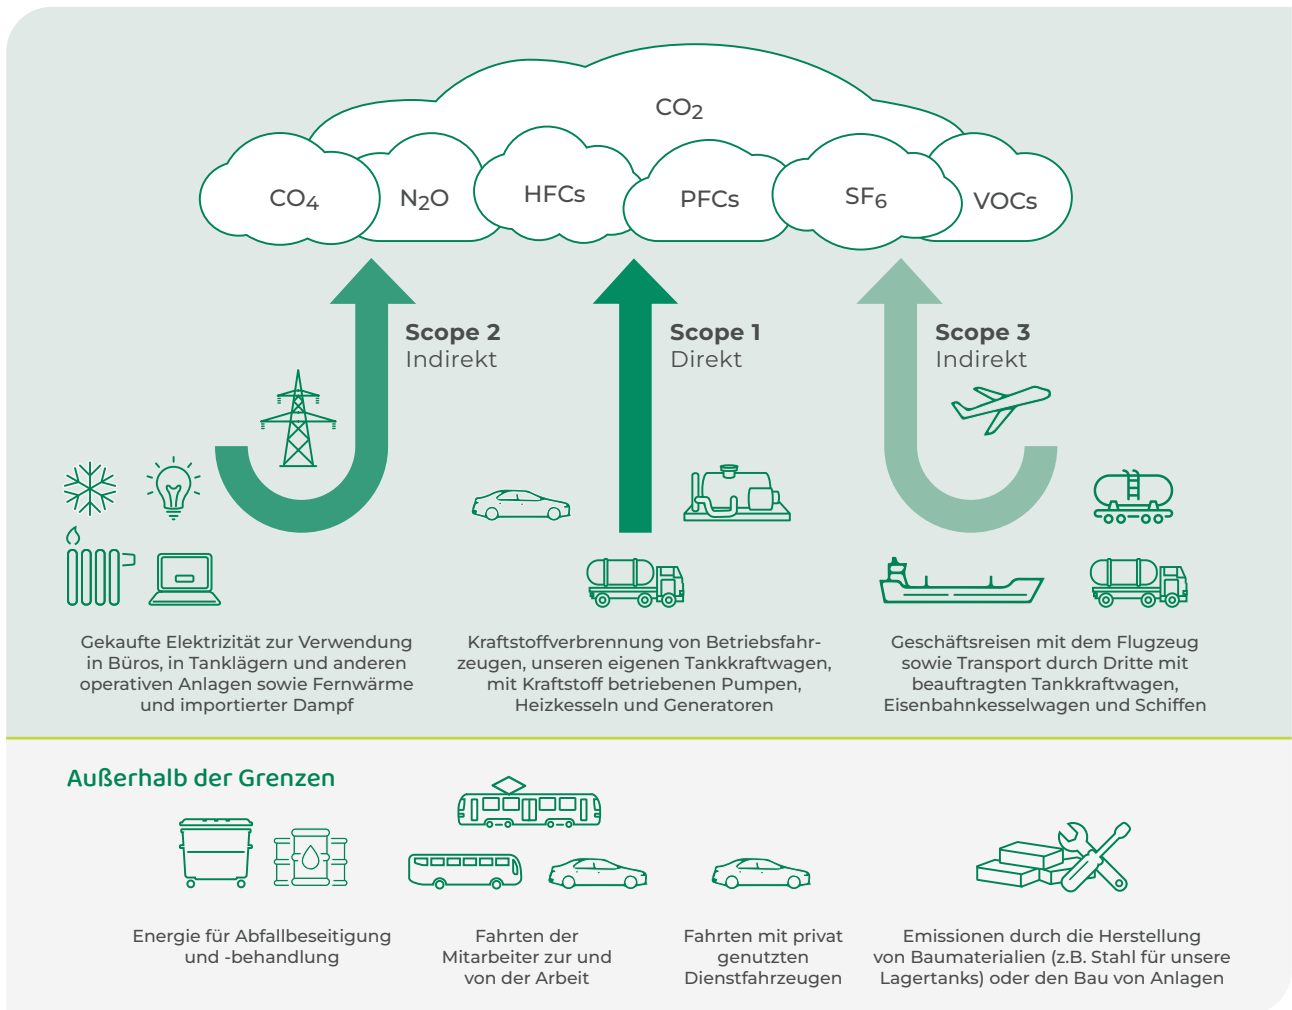 CO2
CO4
N2O
HFCs
PFCs
SF6
VOCs
Scope 2
Indirekt
Scope 1
Direkt
Scope 3
Indirekt
Gekaufte Elektrizität zur Verwendung
in Büros, in Tanklägern und anderen
operativen Anlagen sowie Fernwärme
und importierter Dampf
Kraftstoffverbrennung von Betriebsfahr-
zeugen, unseren eigenen Tankkraftwagen,
mit Kraftstoff betriebenen Pumpen,
Heizkesseln und Generatoren
Geschäftsreisen mit dem Flugzeug
sowie Transport durch Dritte mit
beauftragten Tankkraftwagen,
Eisenbahnkesselwagen und Schiffen
Außerhalb der Grenzen
Energie für Abfallbeseitigung
und -behandlung
Fahrten der
Mitarbeiter zur und
von der Arbeit
Fahrten mit privat
genutzten
Dienstfahrzeugen
Emissionen durch die Herstellung
von Baumaterialien (z.B. Stahl für unsere
Lagertanks) oder den Bau von Anlagen